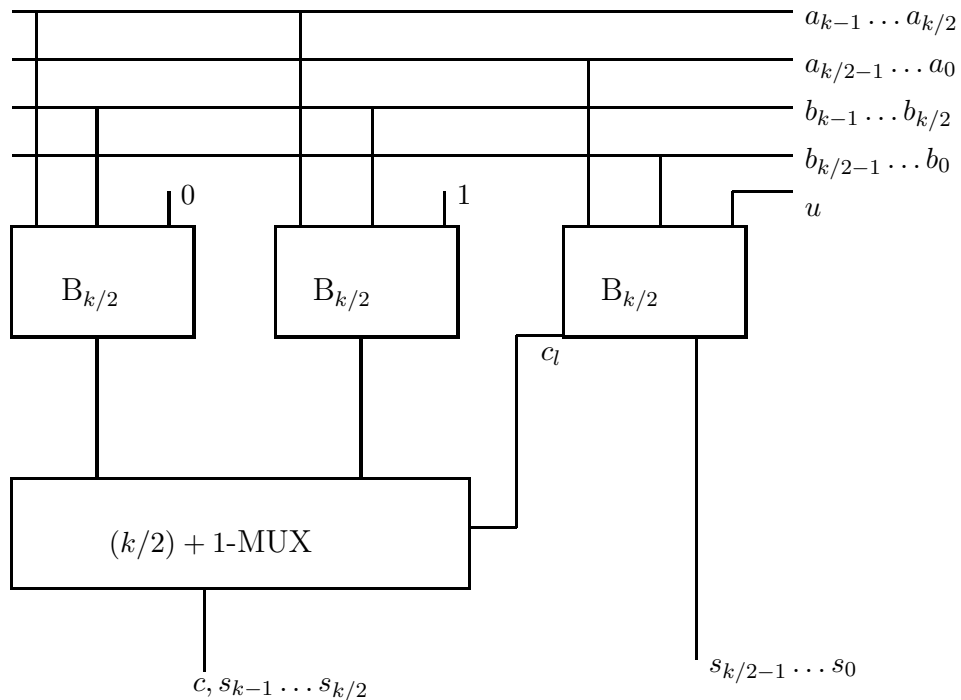 a_{k−1} … a_{k/2}
a_{k/2−1} … a_0
b_{k−1} … b_{k/2}
b_{k/2−1} … b_0
0
1
u
B_{k/2}
B_{k/2}
B_{k/2}
c_l
(k/2) + 1-MUX
c, s_{k−1} … s_{k/2}
s_{k/2−1} … s_0